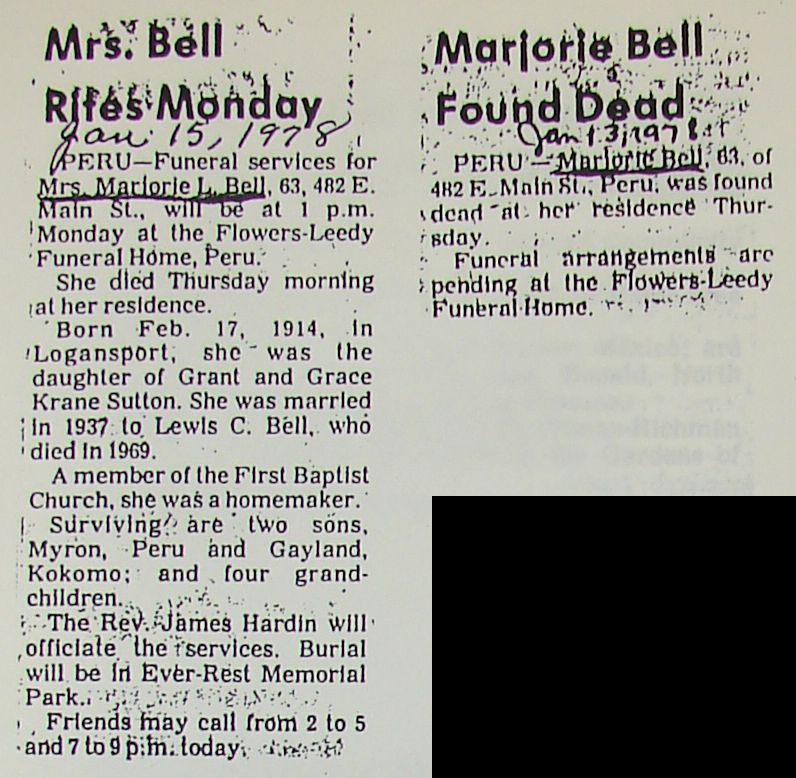 Mrs. Bell
Rites Monday
Jan. 15, 1978
PERU—Funeral services for
Mrs. Marjorie L. Bell, 63, 482 E.
Main St., will be at 1 p.m.
Monday at the Flowers-Leedy
Funeral Home, Peru.
She died Thursday morning
at her residence.
Born Feb. 17, 1914, in
Logansport, she was the
daughter of Grant and Grace
Krane Sutton. She was married
in 1937 to Lewis C. Bell, who
died in 1969.
A member of the First Baptist
Church, she was a homemaker.
Surviving are two sons,
Myron, Peru and Gayland,
Kokomo; and four grand-
children.
The Rev. James Hardin will
officiate the services. Burial
will be in Ever-Rest Memorial
Park.
Friends may call from 2 to 5
and 7 to 9 p.m. today.
Marjorie Bell
Found Dead
Jan 13, 1978
PERU — Marjorie Bell, 63, of
482 E. Main St., Peru, was found
dead at her residence Thur-
sday.
Funeral arrangements are
pending at the Flowers-Leedy
Funeral Home.